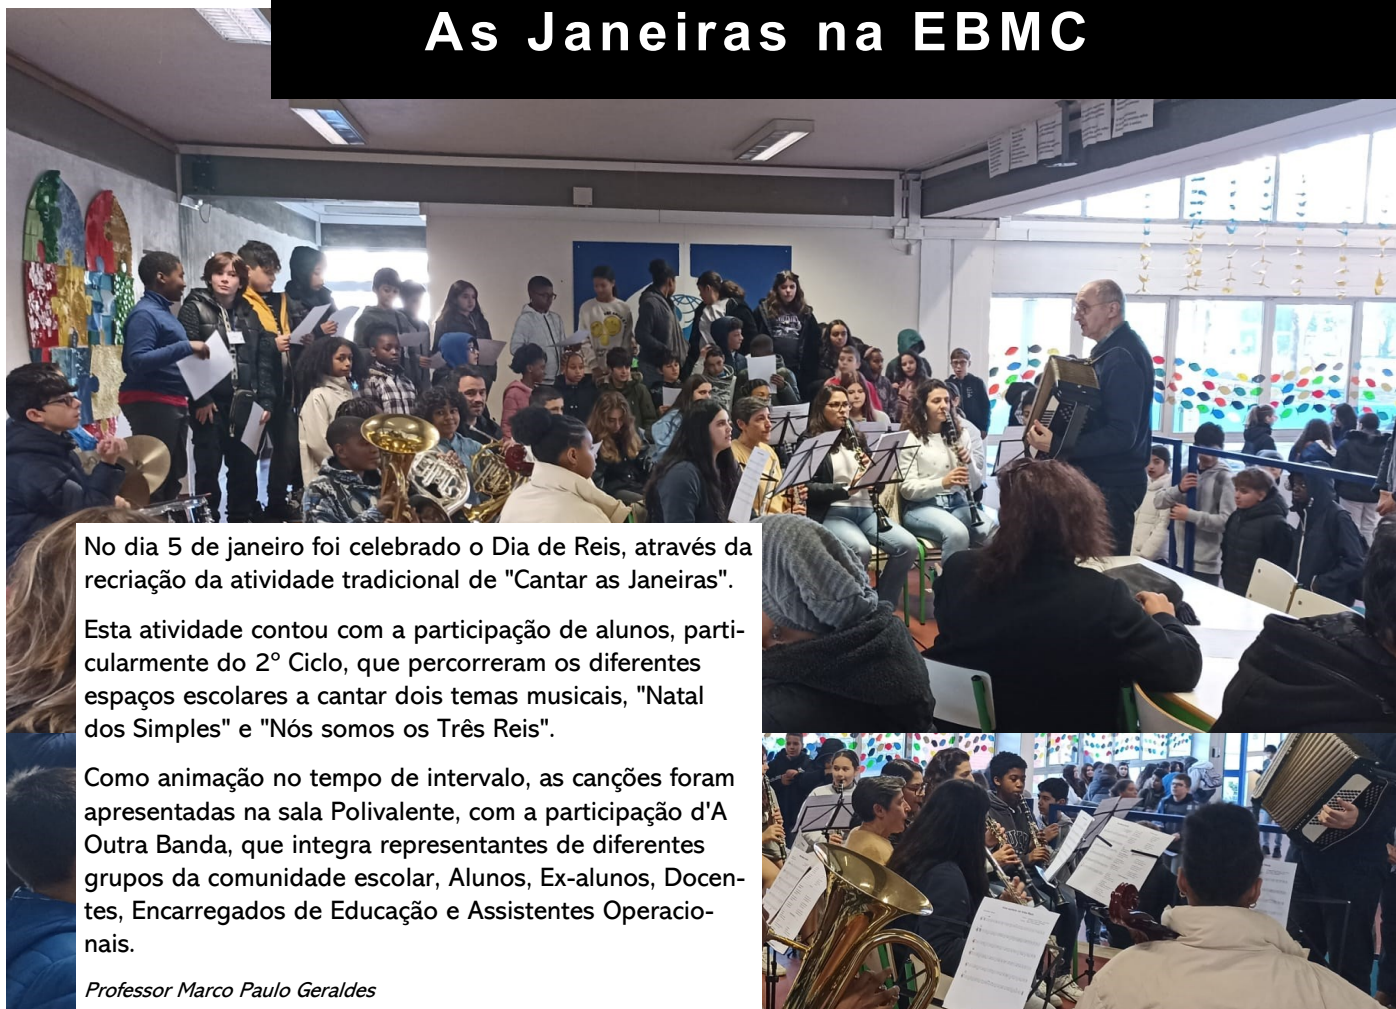 As Janeiras na EBMC
No dia 5 de janeiro foi celebrado o Dia de Reis, através da
recriação da atividade tradicional de "Cantar as Janeiras".
Esta atividade contou com a participação de alunos, parti-
cularmente do 2º Ciclo, que percorreram os diferentes
espaços escolares a cantar dois temas musicais, "Natal
dos Simples" e "Nós somos os Três Reis".
Como animação no tempo de intervalo, as canções foram
apresentadas na sala Polivalente, com a participação d'A
Outra Banda, que integra representantes de diferentes
grupos da comunidade escolar, Alunos, Ex-alunos, Docen-
tes, Encarregados de Educação e Assistentes Operacio-
nais.
Professor Marco Paulo Geraldes